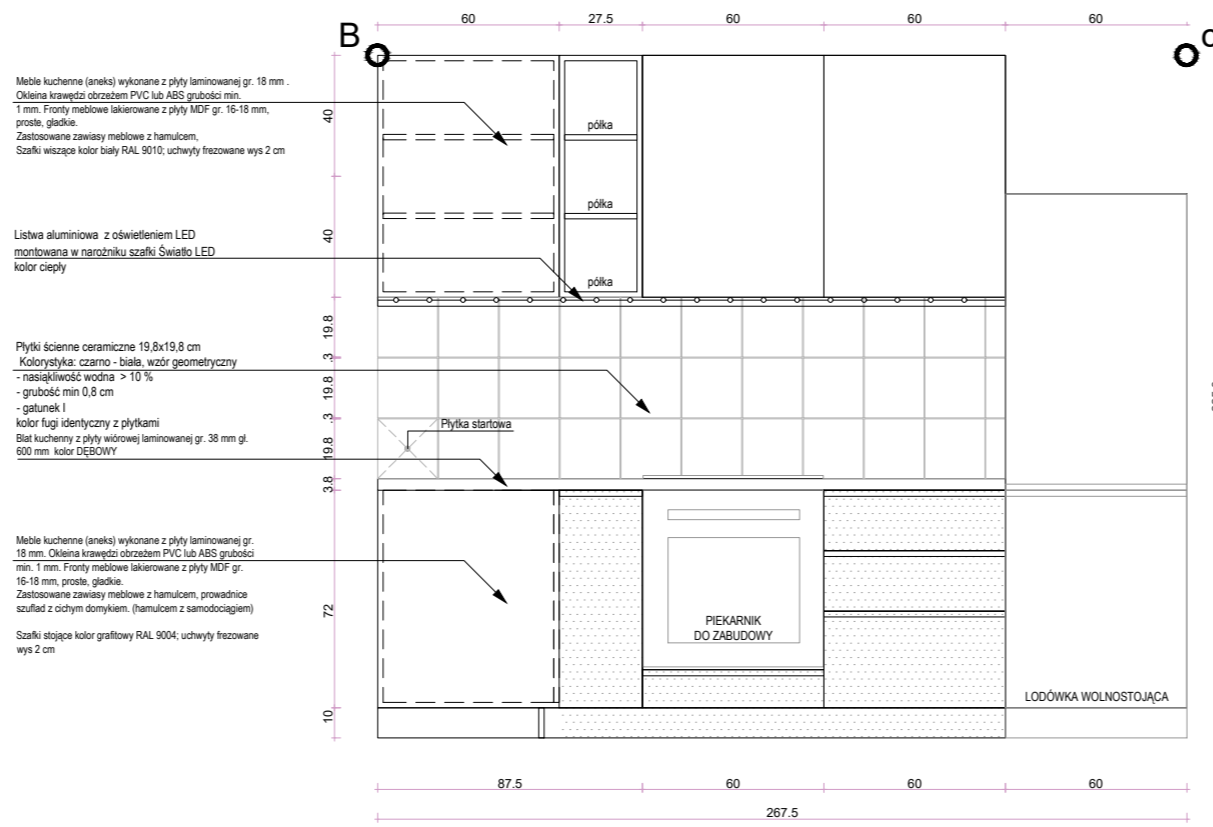 60
27.5
60
60
60
B
c
Meble kuchenne (aneks) wykonane z płyty laminowanej gr. 18 mm .
Okleina krawędzi obrzeżem PVC lub ABS grubości min.
1 mm. Fronty meblowe lakierowane z płyty MDF gr. 16-18 mm,
proste, gładkie.
Zastosowane zawiasy meblowe z hamulcem,
Szafki wiszące kolor biały RAL 9010; uchwyty frezowane wys 2 cm
40
półka
półka
40
półka
Listwa aluminiowa z oświetleniem LED
montowana w narożniku szafki Światło LED
kolor ciepły
19.8
.3
19.8
.3
19.8
3.8
Płytki ścienne ceramiczne 19,8x19,8 cm
Kolorystyka: czarno - biała, wzór geometryczny
- nasiąkliwość wodna > 10 %
- grubość min 0,8 cm
- gatunek I
kolor fugi identyczny z płytkami
Blat kuchenny z płyty wiórowej laminowanej gr. 38 mm gł.
600 mm kolor DĘBOWY
Płytka startowa
Meble kuchenne (aneks) wykonane z płyty laminowanej gr.
18 mm. Okleina krawędzi obrzeżem PVC lub ABS grubości
min. 1 mm. Fronty meblowe lakierowane z płyty MDF gr.
16-18 mm, proste, gładkie.
Zastosowane zawiasy meblowe z hamulcem, prowadnice
szuflad z cichym domykiem. (hamulcem z samodociągiem)
Szafki stojące kolor grafitowy RAL 9004; uchwyty frezowane
wys 2 cm
72
10
PIEKARNIK
DO ZABUDOWY
LODÓWKA WOLNOSTOJĄCA
87.5
60
60
60
267.5